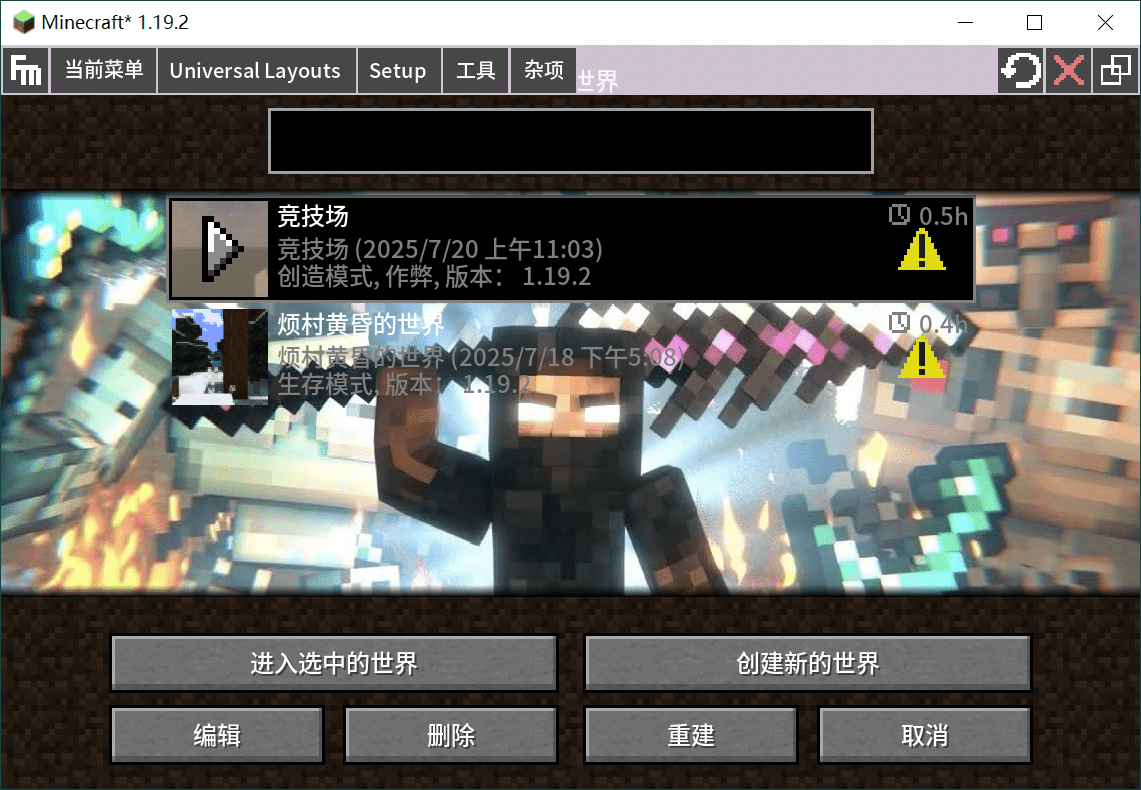 Minecraft* 1.19.2
Fm 当前菜单 Universal Layouts Setup 工具 杂项 世界
竞技场 0.5h
竞技场 (2025/7/20 上午11:03)
创造模式, 作弊, 版本: 1.19.2
烦村黄昏的世界 0.4h
烦村黄昏的世界 (2025/7/18 下午5:08)
生存模式, 版本: 1.19.2
进入选中的世界 创建新的世界
编辑 删除 重建 取消